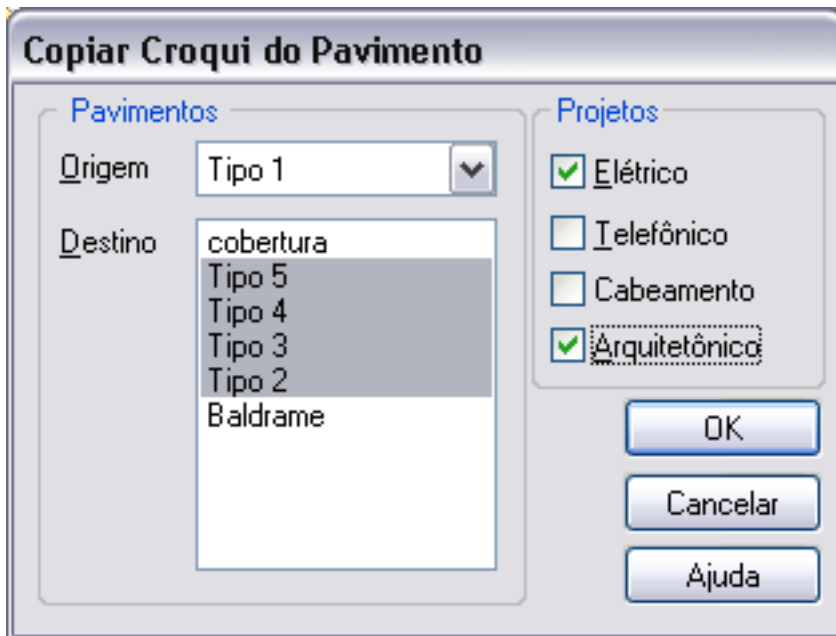 Copiar Croqui do Pavimento
Pavimentos
Origem
Tipo 1
Destino
cobertura
Tipo 5
Tipo 4
Tipo 3
Tipo 2
Baldrame
Projetos
Elétrico
Telefônico
Cabeamento
Arquitetônico
OK
Cancelar
Ajuda